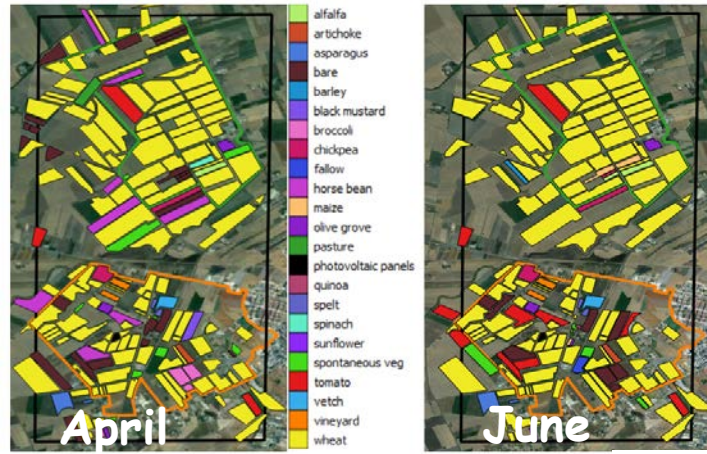 alfalfa
artichoke
asparagus
bare
barley
black mustard
broccoli
chickpea
fallow
horse bean
maize
olive grove
pasture
photovoltaic panels
quinoa
spelt
spinach
sunflower
spontaneous veg
tomato
vetch
vineyard
wheat
April
June